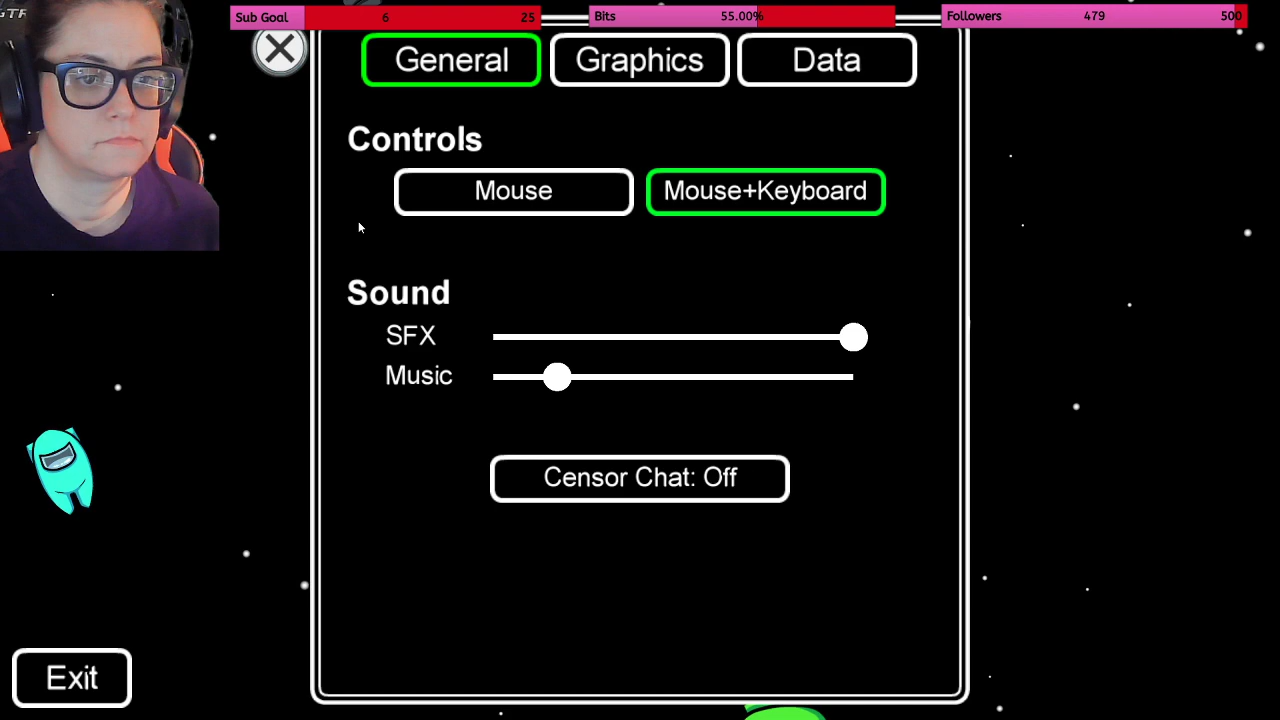 Sub Goal 6 25
Bits 55.00%
Followers 479 500
General Graphics Data
Controls
Mouse Mouse+Keyboard
Sound
SFX
Music
Censor Chat: Off
Exit